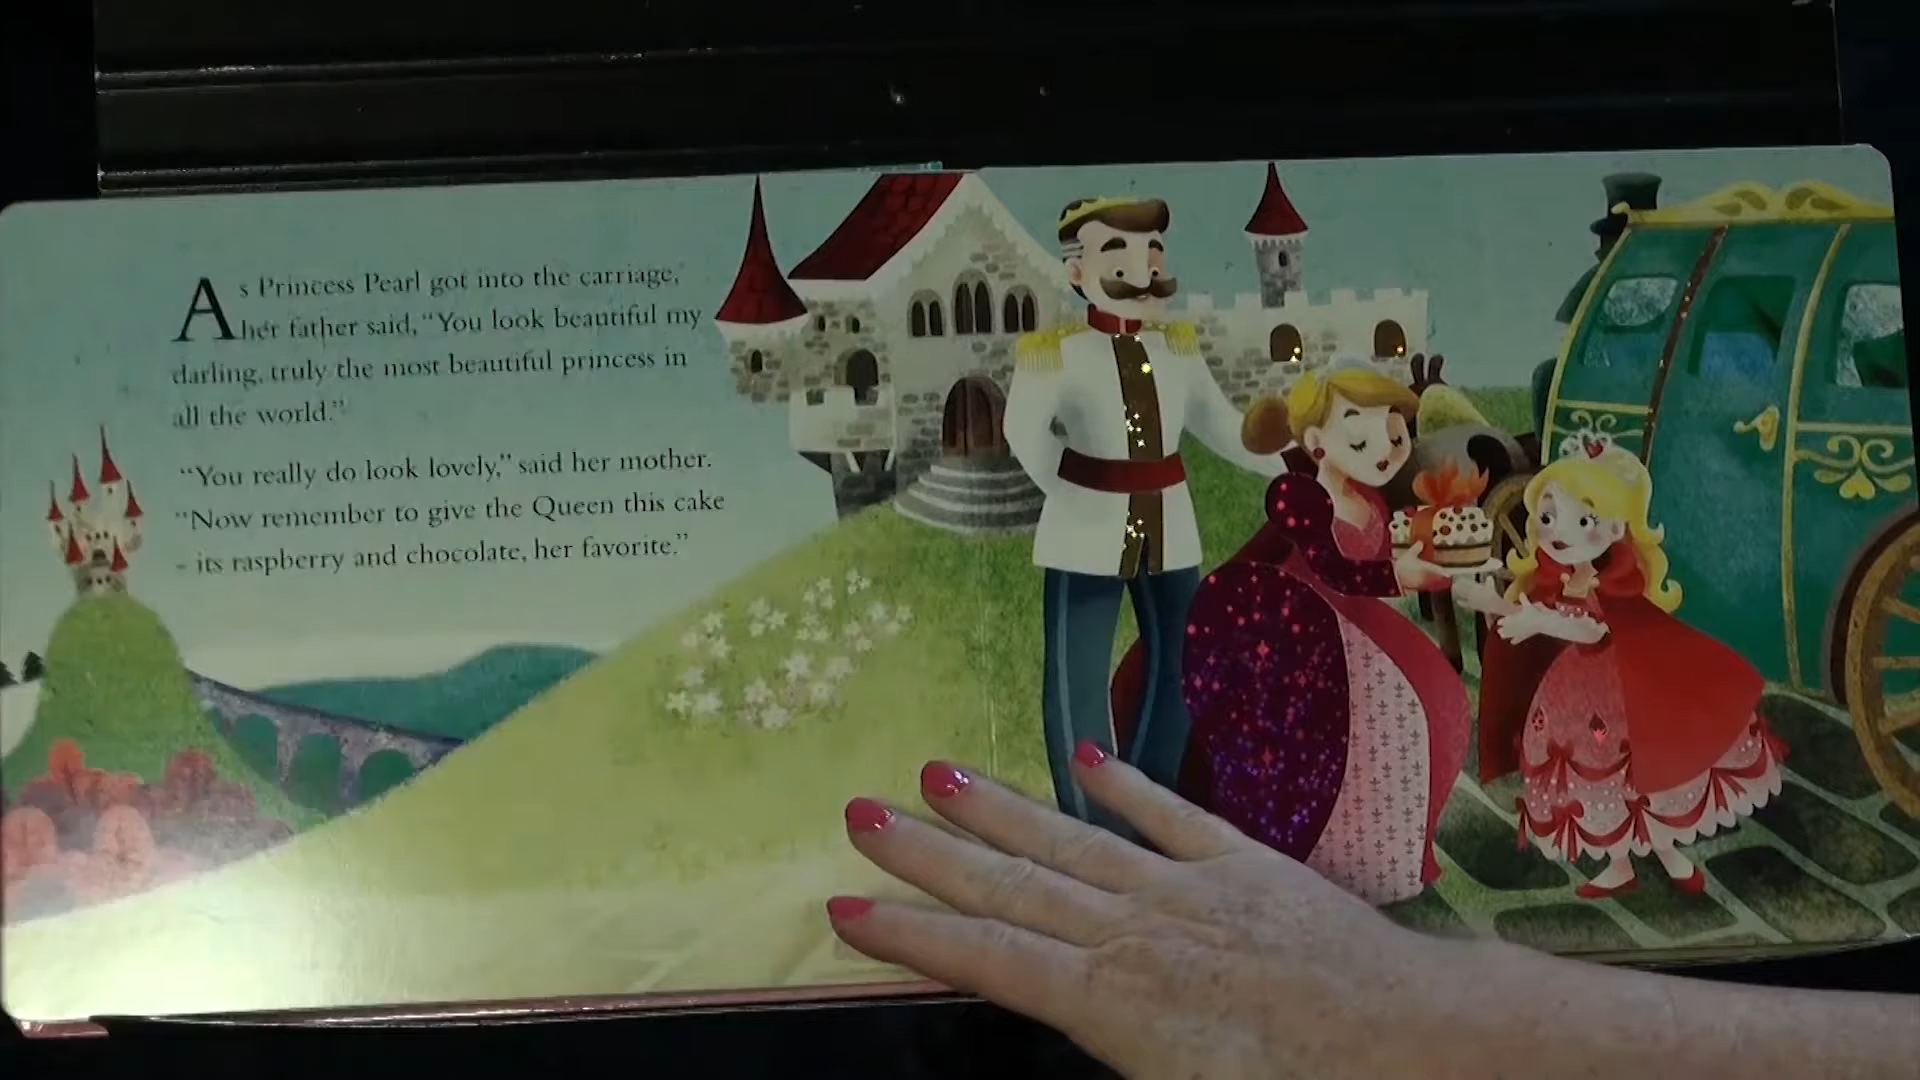 As Princess Pearl got into the carriage,
her father said, “You look beautiful my
darling, truly the most beautiful princess in
all the world.”
“You really do look lovely,” said her mother.
“Now remember to give the Queen this cake
- its raspberry and chocolate, her favorite.”